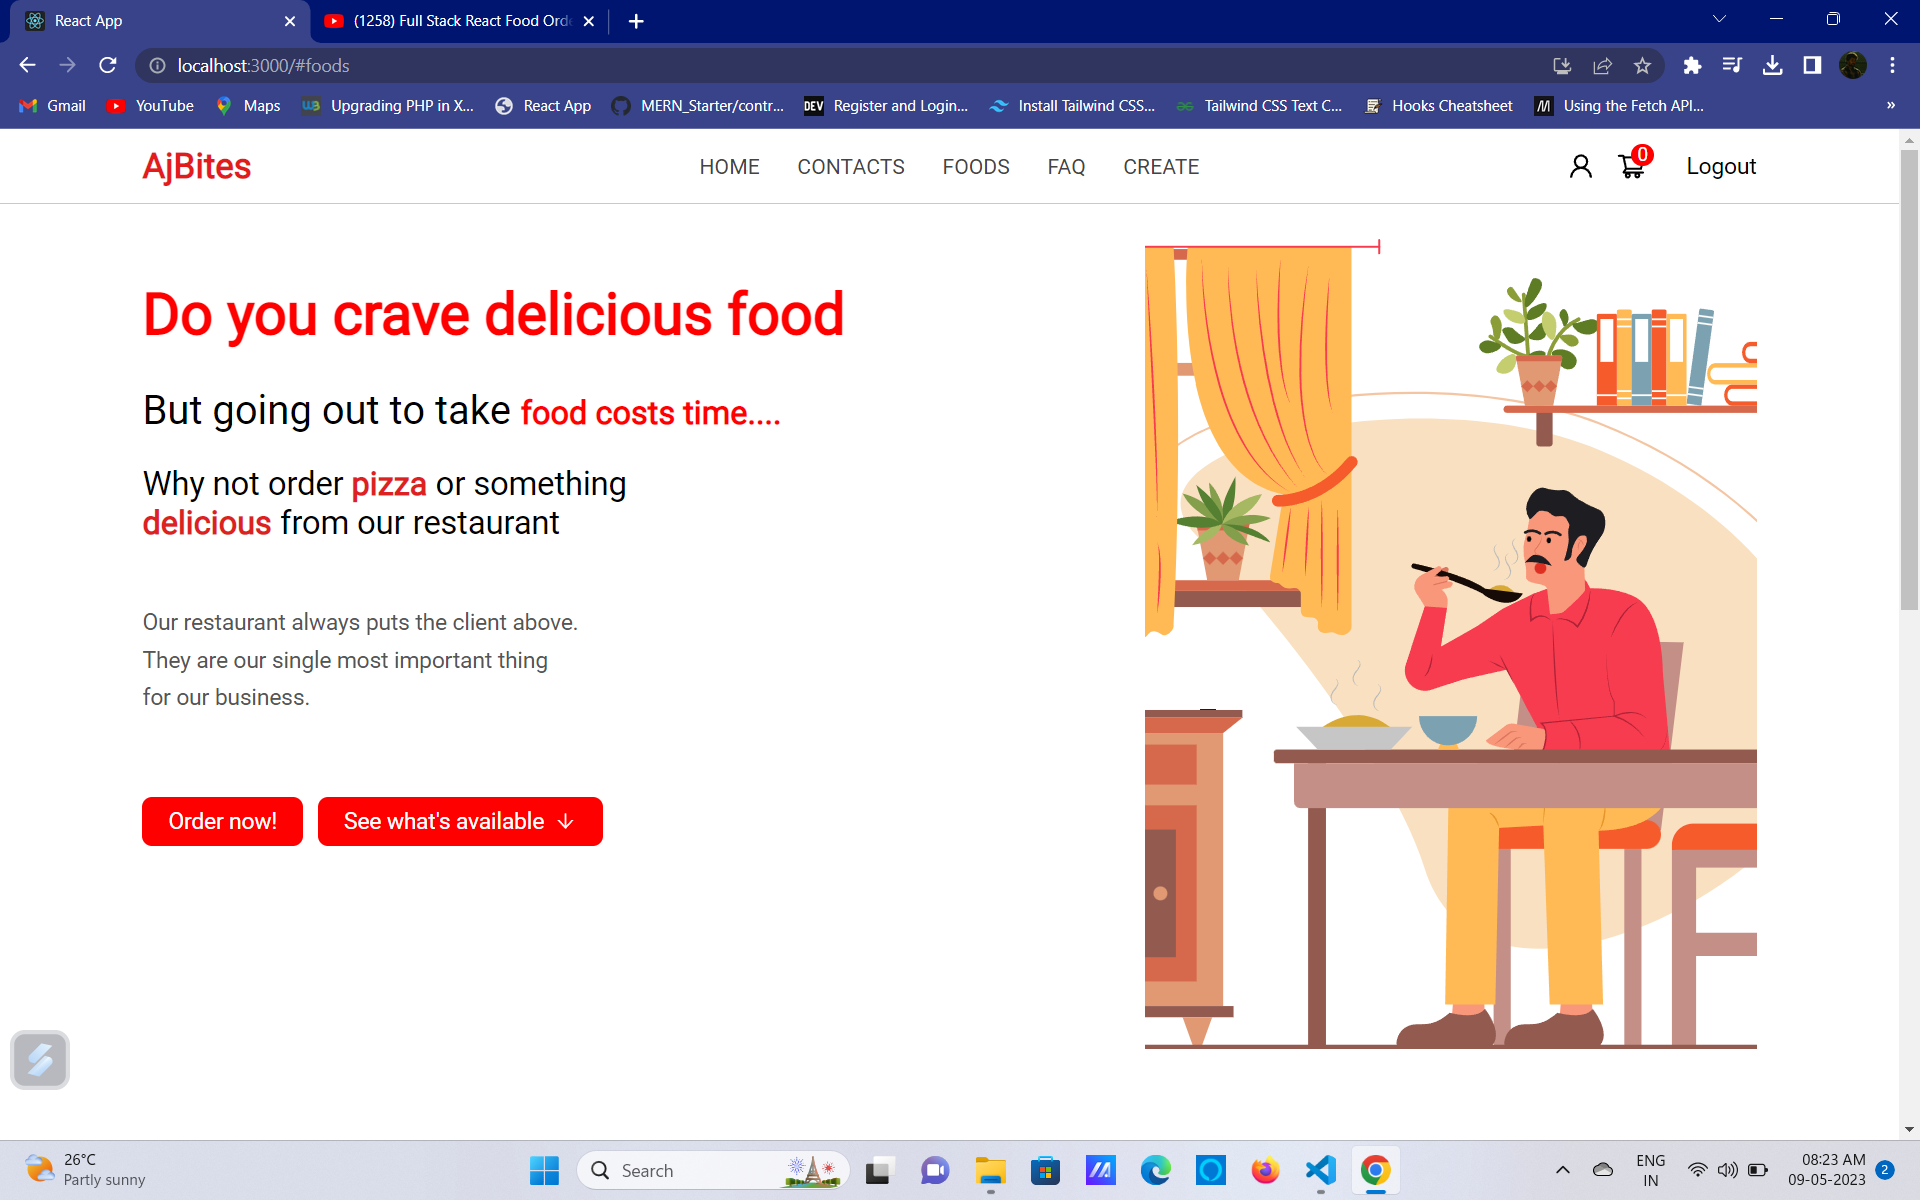 React App
(1258) Full Stack React Food Orde
localhost:3000/#foods
Gmail
YouTube
Maps
Upgrading PHP in X...
React App
MERN_Starter/contr...
DEV
Register and Login...
Install Tailwind CSS...
Tailwind CSS Text C...
Hooks Cheatsheet
Using the Fetch API...
»
AjBites
HOME
CONTACTS
FOODS
FAQ
CREATE
0
Logout
Do you crave delicious food
But going out to take food costs time....
Why not order pizza or something
delicious from our restaurant
Our restaurant always puts the client above.
They are our single most important thing
for our business.
Order now!
See what's available
26°C
Partly sunny
Search
ENG
IN
08:23 AM
09-05-2023
2